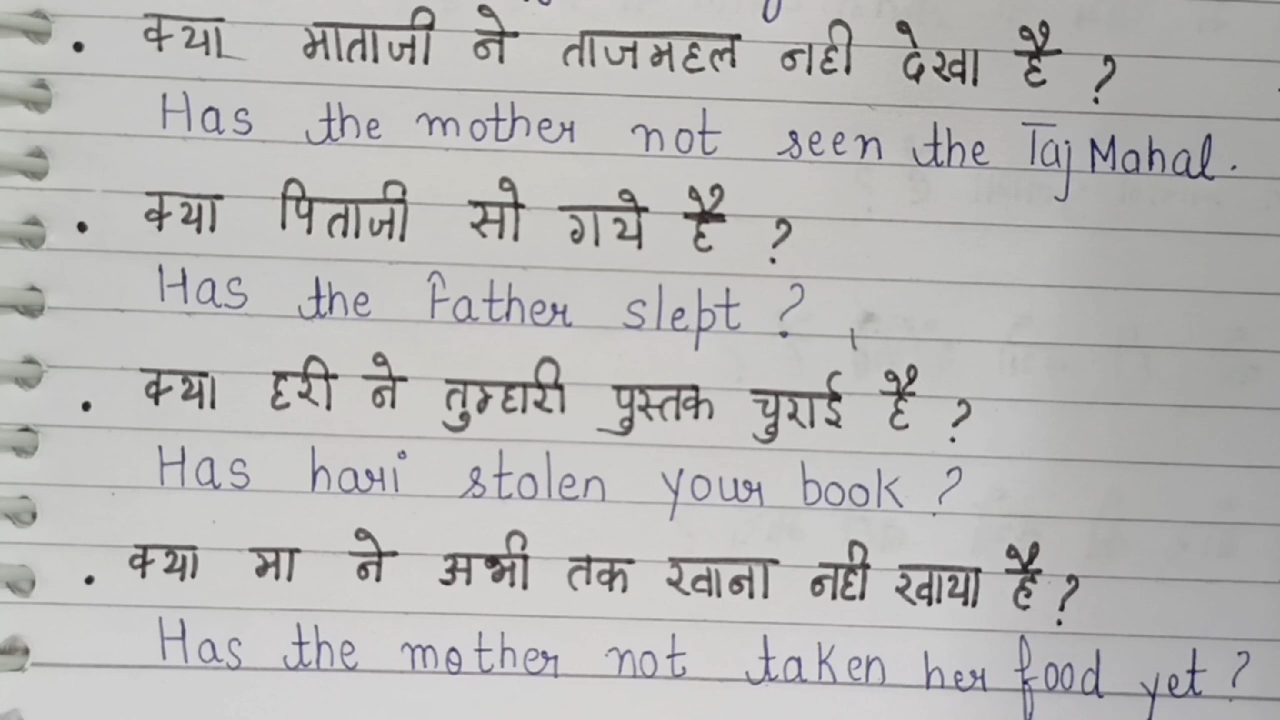 . क्या माताजी ने ताजमहल नही देखा है ?
Has the mother not seen the Taj Mahal.
. क्या पिताजी सो गये है ?
Has the Father slept ?
. क्या हरी ने तुम्हारी पुस्तक चुराई है ?
Has hari stolen your book ?
. क्या मा ने अभी तक खाना नही खाया है ?
Has the mother not taken her food yet ?